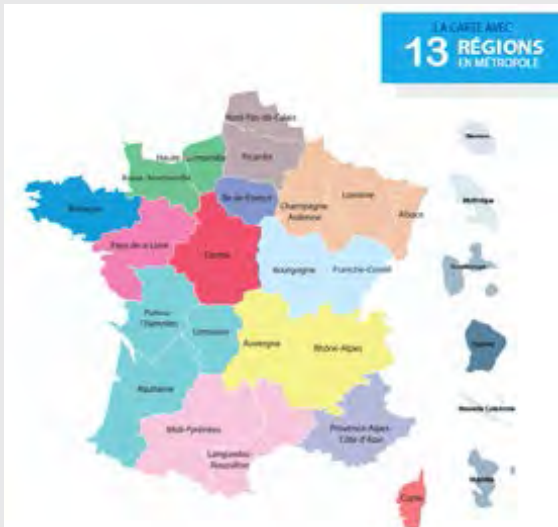 LA CARTE AVEC
13 RÉGIONS
EN MÉTROPOLE
Nord-Pas-de-Calais
Haute-Normandie
Picardie
Basse-Normandie
Île-de-France
Champagne
Ardenne
Lorraine
Alsace
Bretagne
Pays de la Loire
Centre
Bourgogne
Franche-Comté
Poitou-
Charentes
Limousin
Auvergne
Rhône-Alpes
Aquitaine
Midi-Pyrénées
Languedoc-
Roussillon
Provence-Alpes-
Côte d'Azur
Corse
Martinique
Guadeloupe
Nouvelle Calédonie